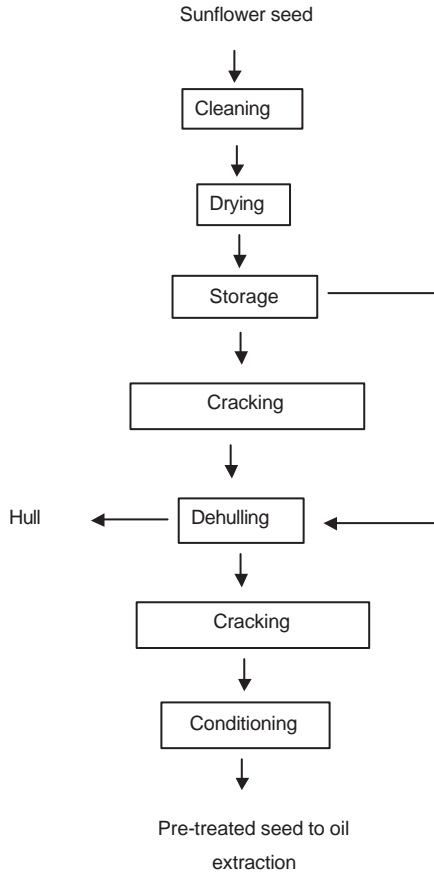 Sunflower seed
Cleaning
Drying
Storage
Cracking
Hull
Dehulling
Cracking
Conditioning
Pre-treated seed to oil
extraction